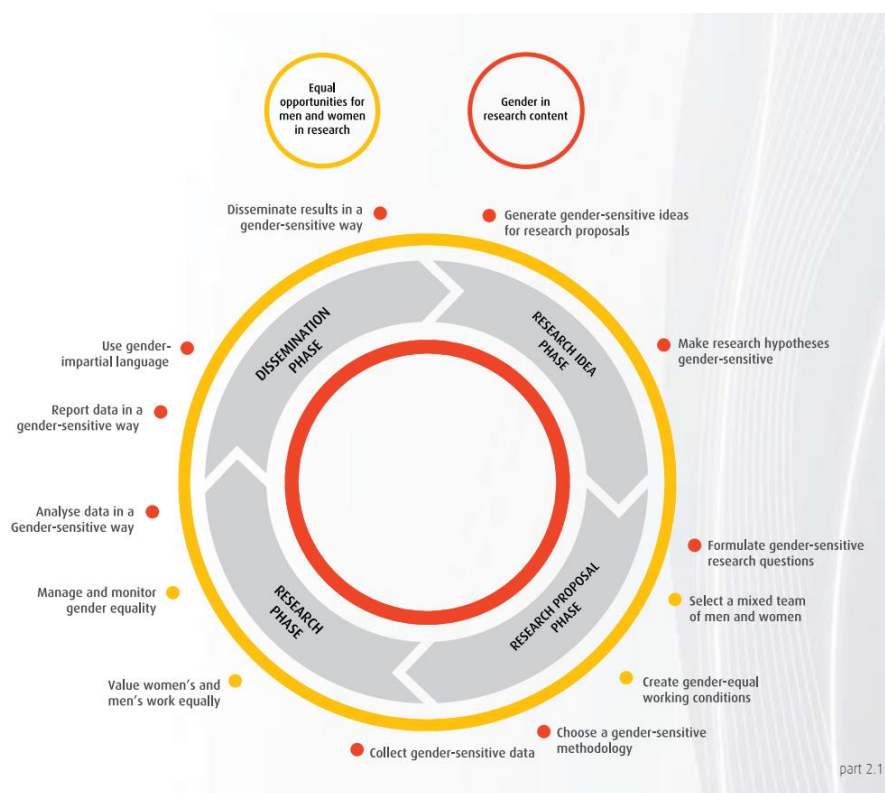 Equal
opportunities for
men and women
in research
Gender in
research content
Disseminate results in a
gender-sensitive way
Generate gender-sensitive ideas
for research proposals
DISSEMINATION
PHASE
RESEARCH IDEA
PHASE
Use gender-
impartial language
Make research hypotheses
gender-sensitive
Report data in a
gender-sensitive way
Analyse data in a
Gender-sensitive way
Formulate gender-sensitive
research questions
Manage and monitor
gender equality
Select a mixed team
of men and women
RESEARCH
PHASE
RESEARCH PROPOSAL
PHASE
Value women's and
men's work equally
Create gender-equal
working conditions
Choose a gender-sensitive
methodology
Collect gender-sensitive data
part 2.1